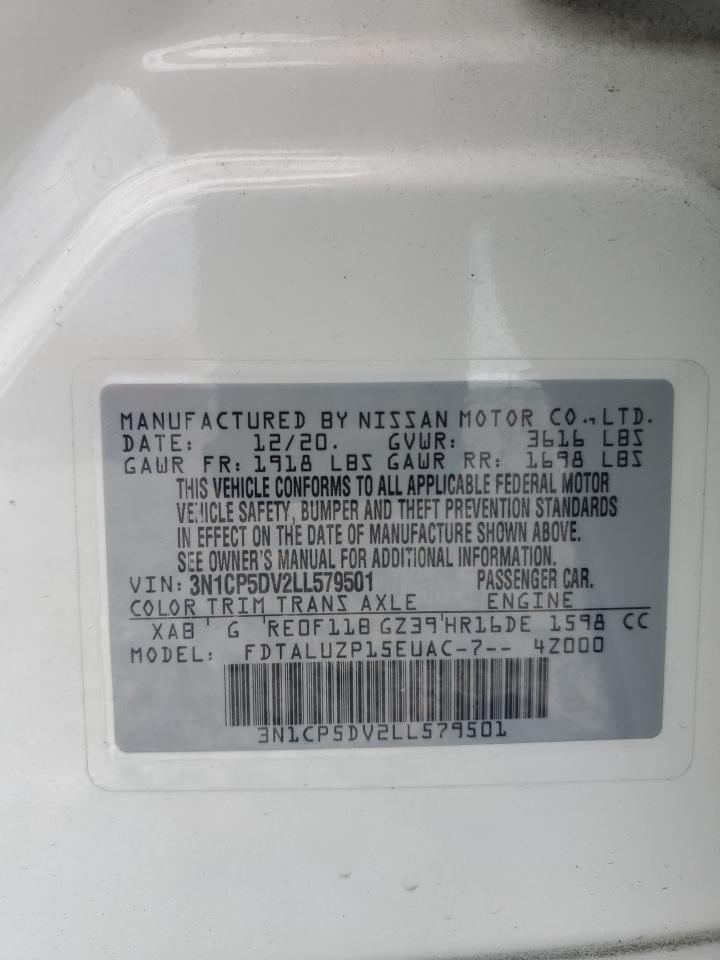 MANUFACTURED BY NISSAN MOTOR CO.,LTD.
DATE: 12/20. GVWR: 3616 LBS
GAWR FR: 1918 LBS GAWR RR: 1698 LBS
THIS VEHICLE CONFORMS TO ALL APPLICABLE FEDERAL MOTOR
VEHICLE SAFETY, BUMPER AND THEFT PREVENTION STANDARDS
IN EFFECT ON THE DATE OF MANUFACTURE SHOWN ABOVE.
SEE OWNER'S MANUAL FOR ADDITIONAL INFORMATION.
VIN: 3N1CP5DV2LL579501 PASSENGER CAR.
COLOR TRIM TRANS AXLE ENGINE
XAB G RE0F11B GZ39 HR16DE 1598 CC
MODEL: FDTALUZP15EUAC-7-- 4Z000
3N1CP5DV2LL579501